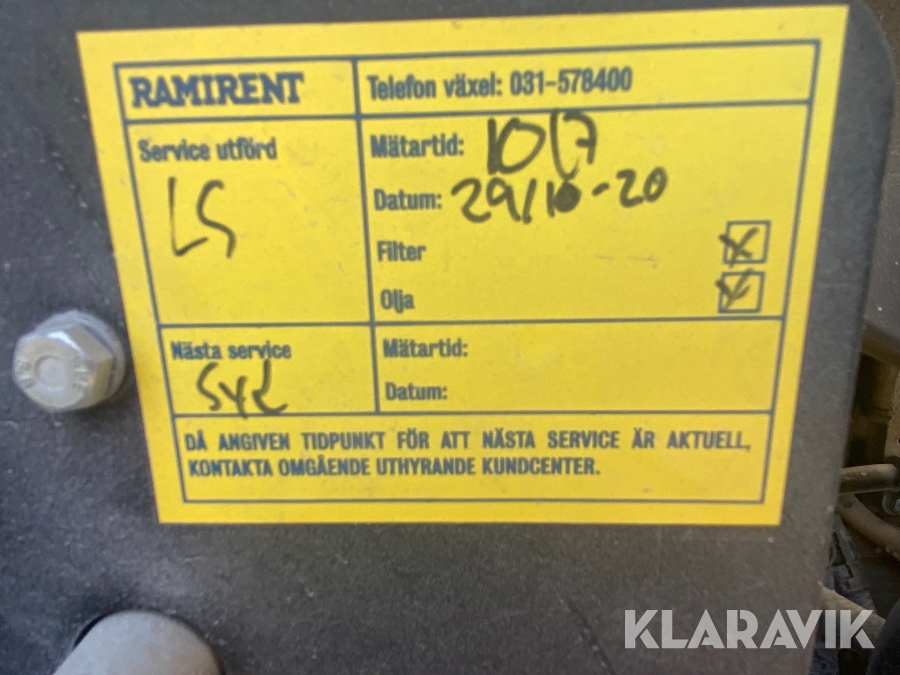 RAMIRENT
Telefon växel: 031-578400
Service utförd
LS
Mätartid: 1017
Datum: 29/10-20
Filter
Olja
Nästa service
Mätartid:
Datum:
DÅ ANGIVEN TIDPUNKT FÖR ATT NÄSTA SERVICE ÄR AKTUELL,
KONTAKTA OMGÅENDE UTHYRANDE KUNDCENTER.
KLARAVIK